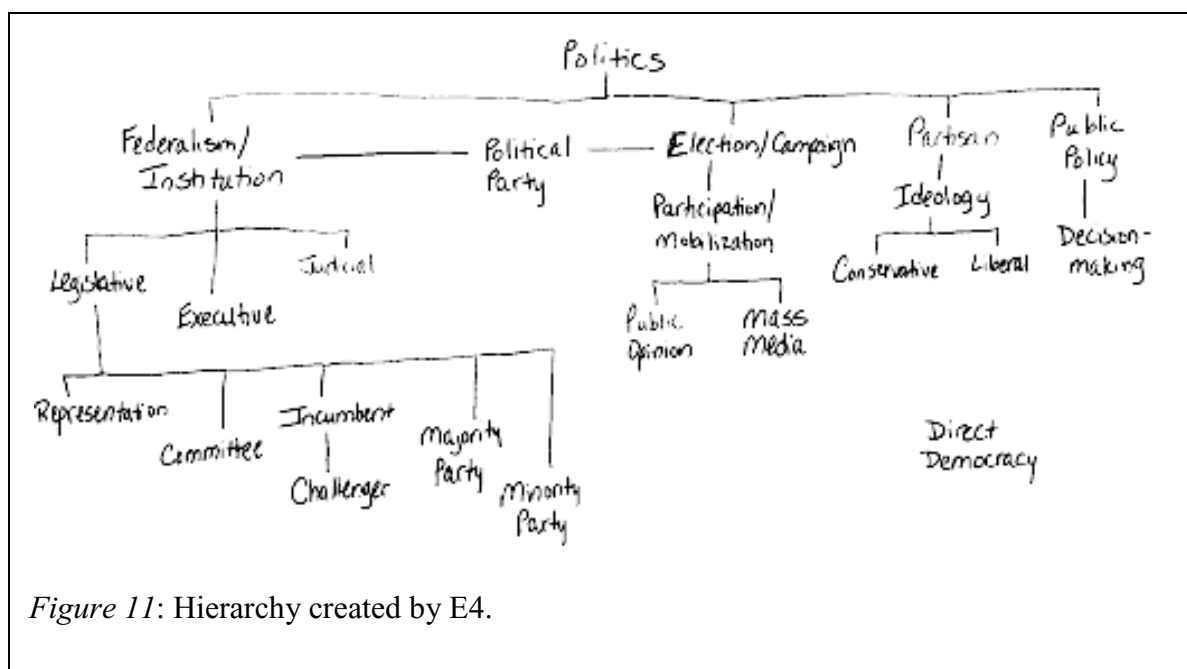 Politics
Federalism/
Institution
Political
Party
Election/Campaign
Partisan
Public
Policy
Participation/
Mobilization
Ideology
Decision-
making
Legislative
Executive
Judicial
Conservative
Liberal
Public
Opinion
Mass
Media
Representation
Committee
Incumbent
Challenger
Majority
Party
Minority
Party
Direct
Democracy
Figure 11: Hierarchy created by E4.